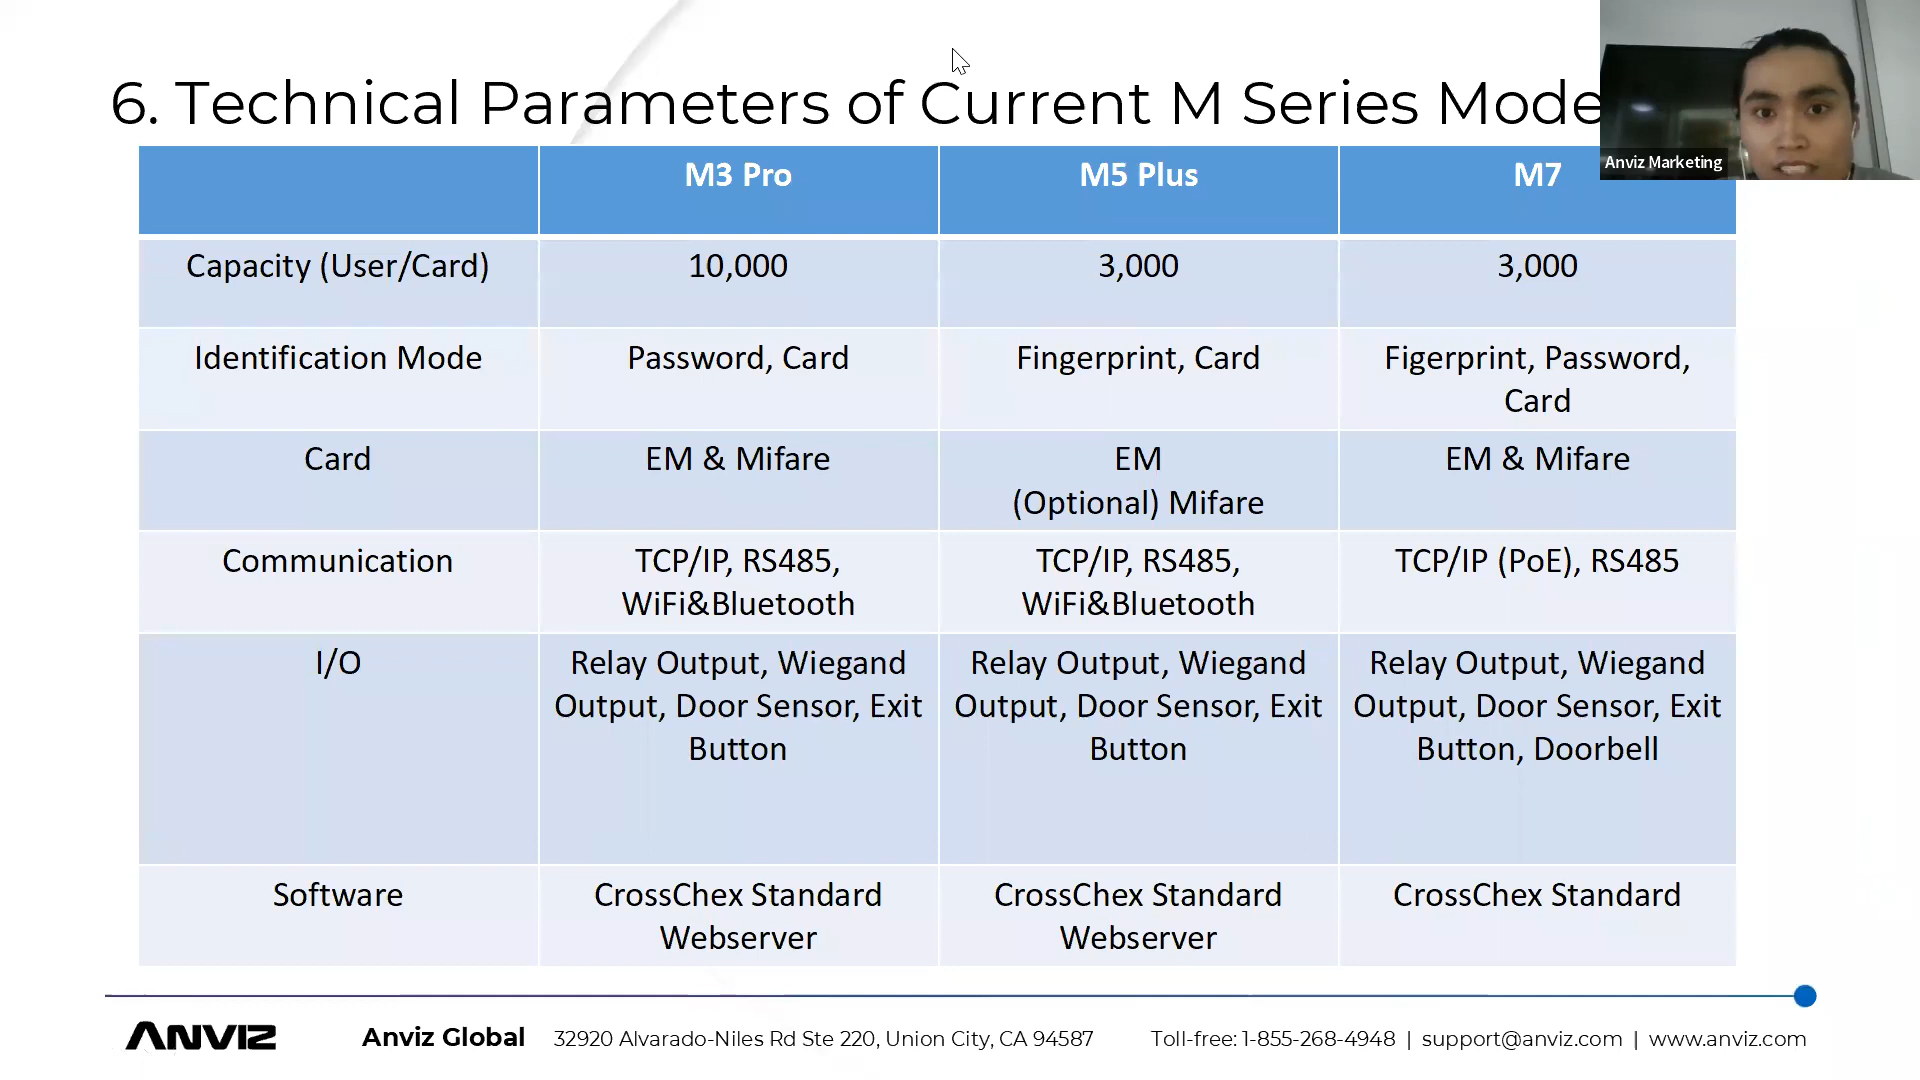 6. Technical Parameters of Current M Series Mode
Anviz Marketing
M3 Pro
M5 Plus
M7
Capacity (User/Card)
10,000
3,000
3,000
Identification Mode
Password, Card
Fingerprint, Card
Figerprint, Password,
Card
Card
EM & Mifare
EM
(Optional) Mifare
EM & Mifare
Communication
TCP/IP, RS485,
WiFi&Bluetooth
TCP/IP, RS485,
WiFi&Bluetooth
TCP/IP (PoE), RS485
I/O
Relay Output, Wiegand
Output, Door Sensor, Exit
Button
Relay Output, Wiegand
Output, Door Sensor, Exit
Button
Relay Output, Wiegand
Output, Door Sensor, Exit
Button, Doorbell
Software
CrossChex Standard
Webserver
CrossChex Standard
Webserver
CrossChex Standard
ANVIZ
Anviz Global
32920 Alvarado-Niles Rd Ste 220, Union City, CA 94587
Toll-free: 1-855-268-4948 | support@anviz.com | www.anviz.com